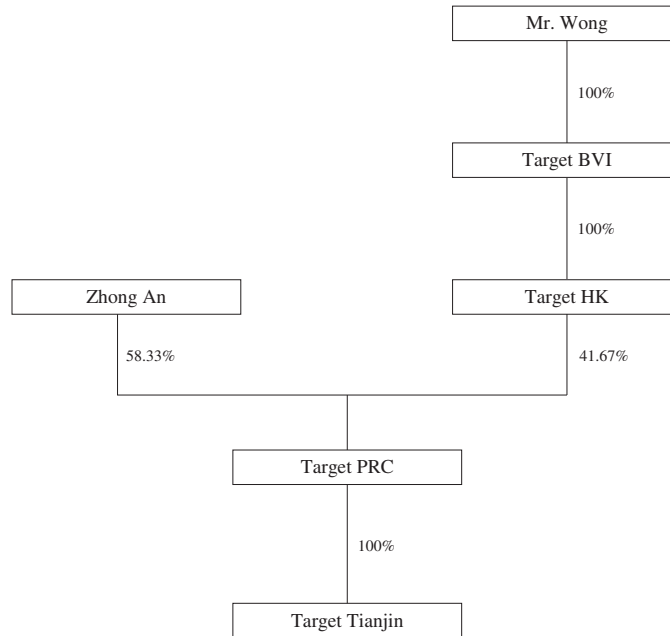 Mr. Wong
100%
Target BVI
100%
Zhong An
Target HK
58.33%
41.67%
Target PRC
100%
Target Tianjin